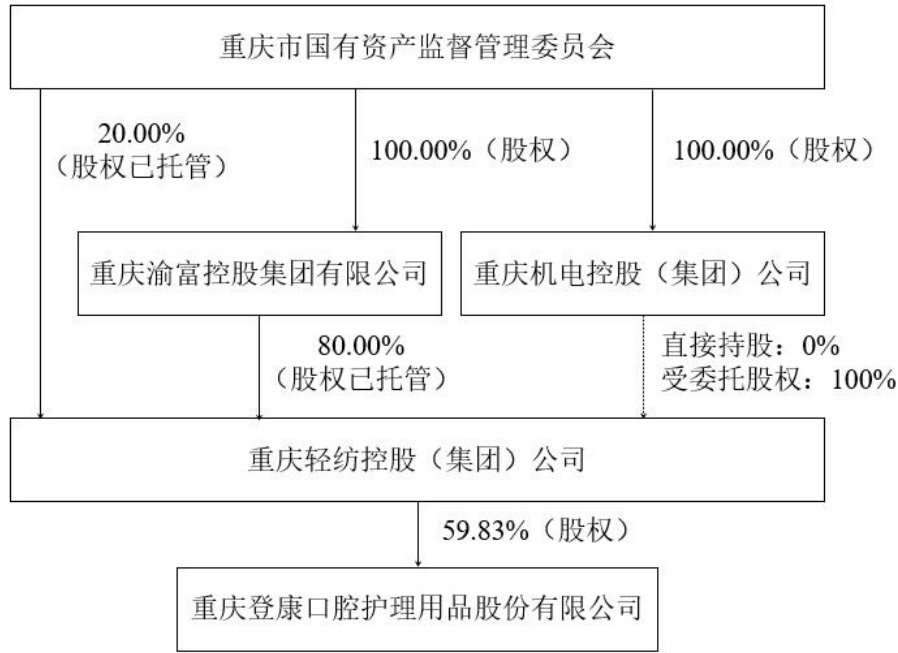 重庆市国有资产监督管理委员会
20.00%
（股权已托管）
100.00%（股权）
100.00%（股权）
重庆渝富控股集团有限公司
重庆机电控股（集团）公司
80.00%
（股权已托管）
直接持股：0%
受委托股权：100%
重庆轻纺控股（集团）公司
59.83%（股权）
重庆登康口腔护理用品股份有限公司